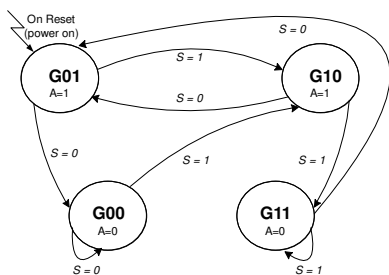 On Reset
(power on)
S = 0
G01
A=1
S = 1
G10
A=1
S = 0
S = 0
S = 1
S = 1
G00
A=0
G11
A=0
S = 0
S = 1